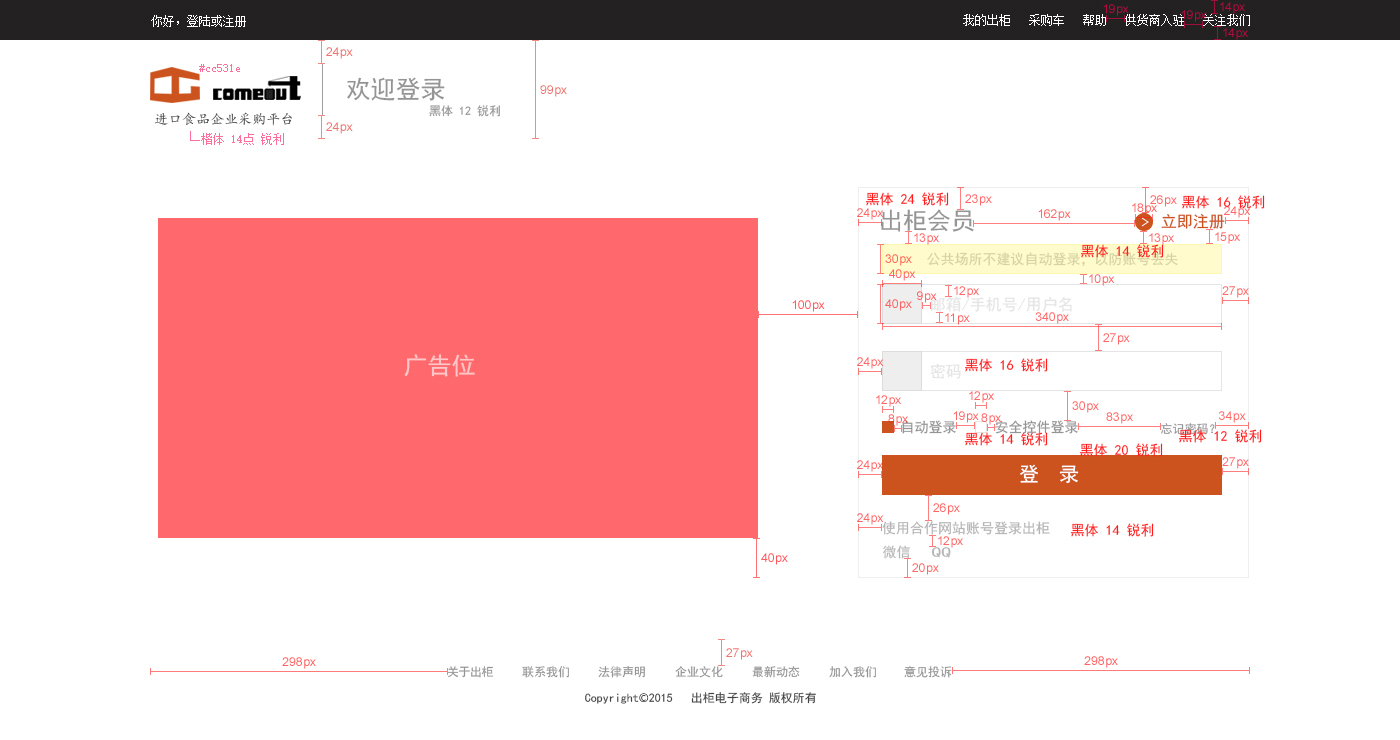 你好，登陆或注册
我的出柜 采购车 帮助 供货商入驻 关注我们
19px 19px 14px
14px
24px
#cc531e
comeout
欢迎登录
99px
黑体 12 锐利
进口食品企业采购平台
24px
楷体 14点 锐利
黑体 24 锐利 23px 26px 黑体 16 锐利
24px 162px 18px 24px
出柜会员 立即注册
13px 13px 15px
黑体 14 锐利
30px 公共场所不建议自动登录，以防账号丢失
40px 10px
9px 12px 27px
40px 邮箱/手机号/用户名
100px
11px 340px
27px
广告位
24px 密码 黑体 16 锐利
12px 12px 30px
8px 19px 8px 83px 34px
自动登录 安全控件登录 忘记密码?
黑体 14 锐利 黑体 20 锐利 黑体 12 锐利
24px 登 录 27px
26px
24px 使用合作网站账号登录出柜 黑体 14 锐利
12px
微信 QQ
40px 20px
27px
298px 298px
关于出柜 联系我们 法律声明 企业文化 最新动态 加入我们 意见投诉
Copyright©2015 出柜电子商务 版权所有